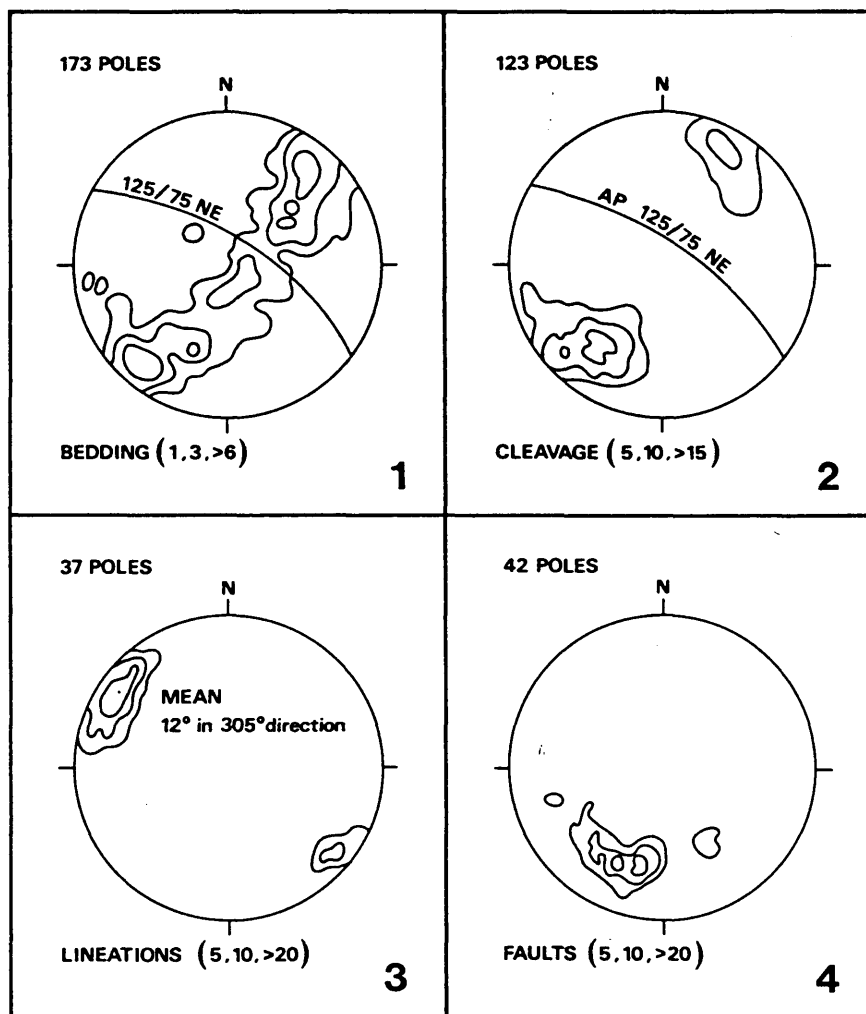 173 POLES
N
125/75 NE
BEDDING (1,3,>6)
1
123 POLES
N
AP 125/75 NE
CLEAVAGE (5,10,>15)
2
37 POLES
N
MEAN
12° in 305° direction
LINEATIONS (5,10,>20)
3
42 POLES
N
FAULTS (5,10,>20)
4